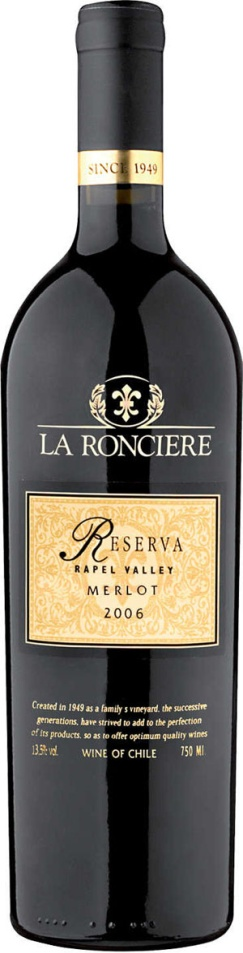 SINCE 1949
LA RONCIERE
RESERVA
RAPEL VALLEY
MERLOT
2006
Created in 1949 as a family s vineyard, the successive
generations, have strived to add to the perfection
of its products, so as to offer optimum quality wines
13,5% vol. WINE OF CHILE 750 ML